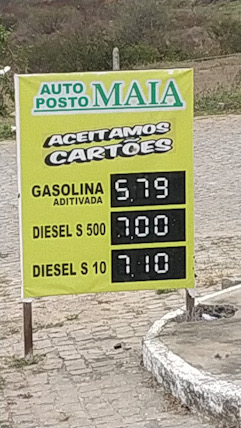 AUTO
POSTO MAIA
ACEITAMOS
CARTÕES
GASOLINA 5.79
ADITIVADA
DIESEL S 500 7.00
DIESEL S 10 7.10